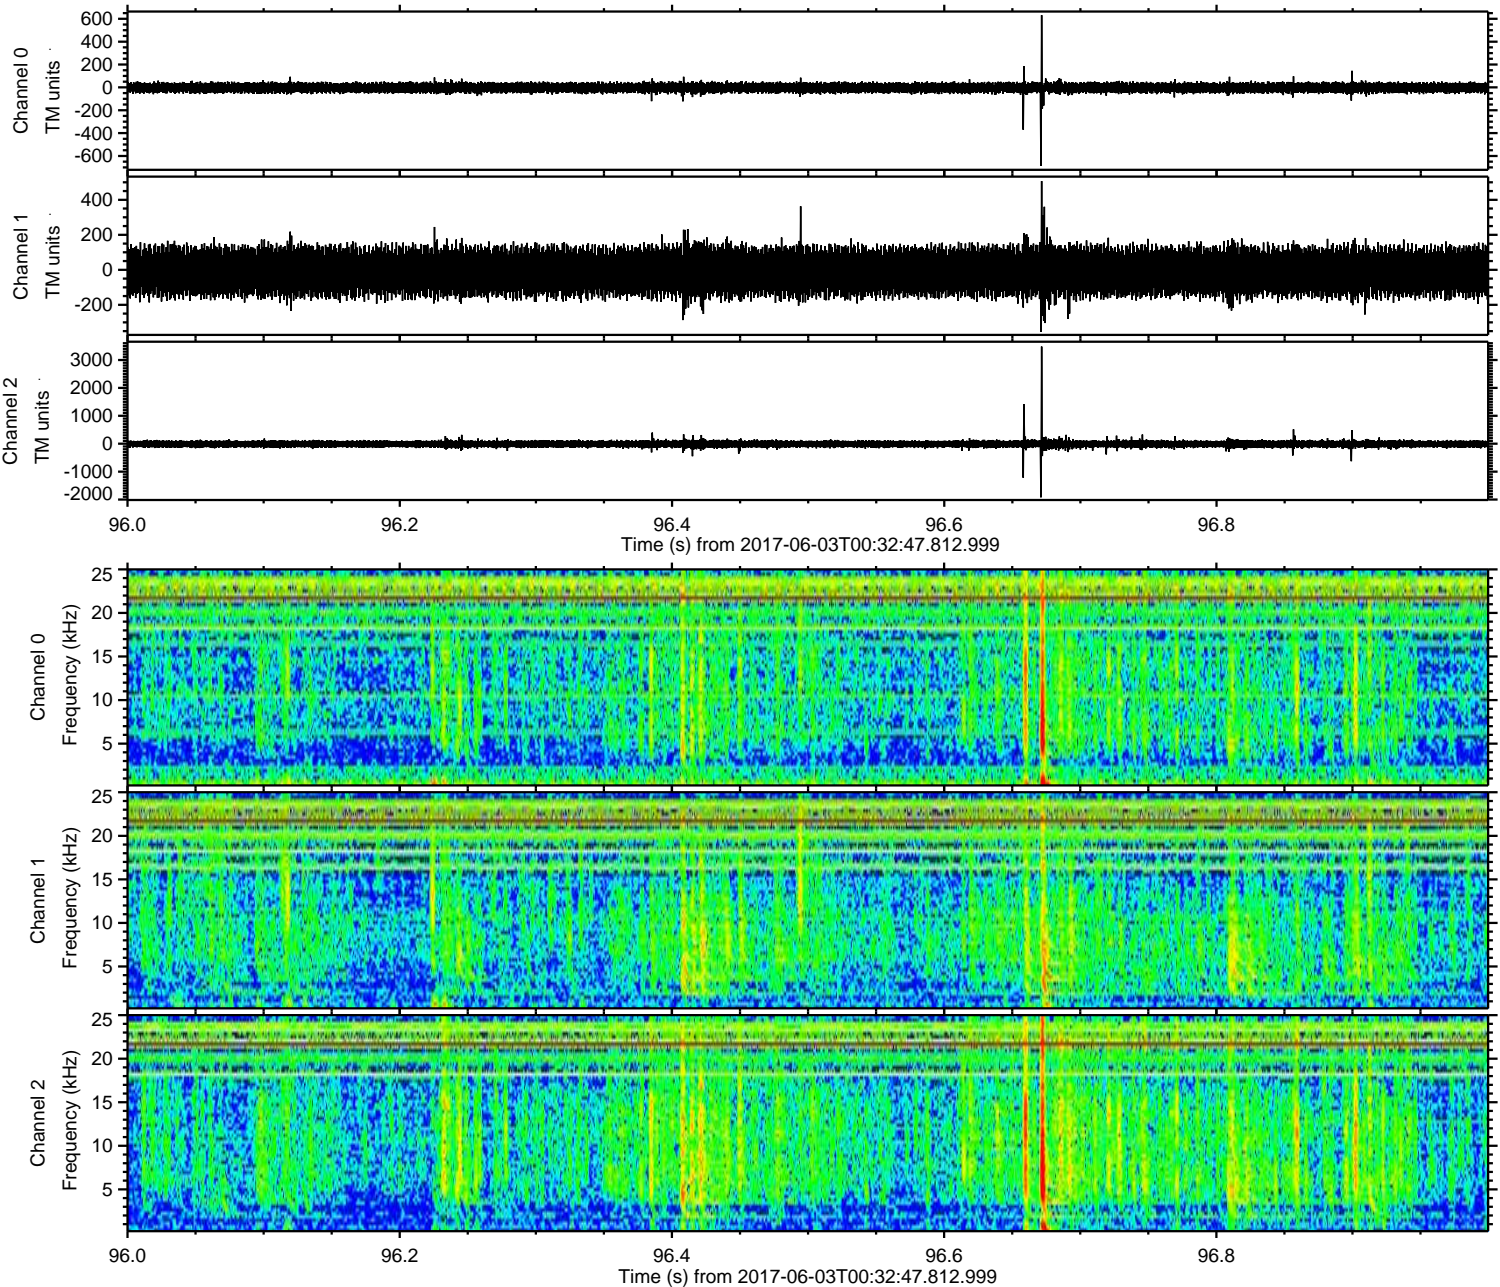 600
400
200
0
-200
-400
-600
Channel 0
TM units
400
200
0
-200
Channel 1
TM units
3000
2000
1000
0
-1000
-2000
Channel 2
TM units
96.0 96.2 96.4 96.6 96.8
Time (s) from 2017-06-03T00:32:47.812.999
25
20
15
10
5
Channel 0
Frequency (kHz)
25
20
15
10
5
Channel 1
Frequency (kHz)
25
20
15
10
5
Channel 2
Frequency (kHz)
96.0 96.2 96.4 96.6 96.8
Time (s) from 2017-06-03T00:32:47.812.999